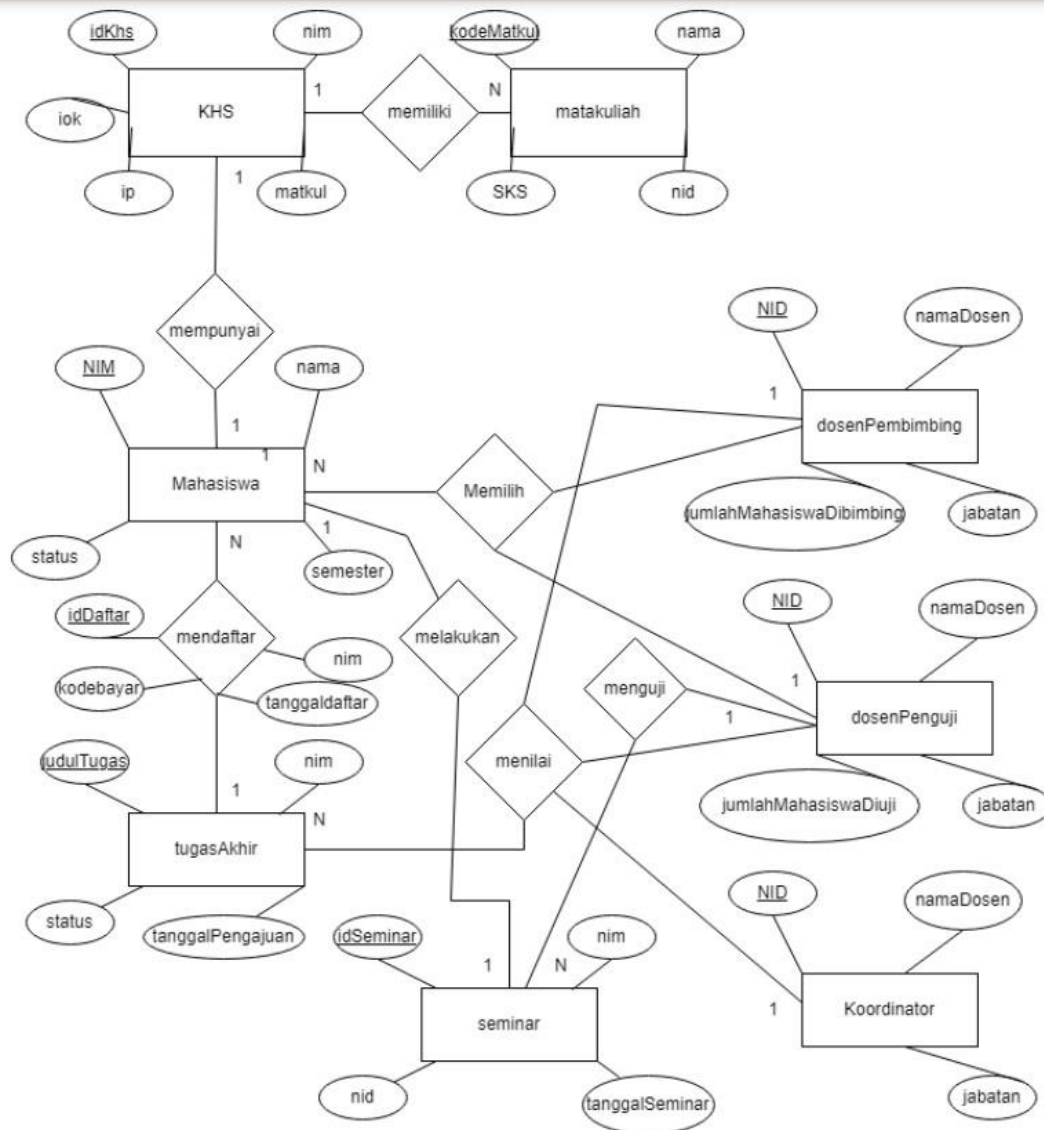 idKhs
nim
kodeMatkul
nama
KHS
1
memiliki
N
matakuliah
iok
ip
1
matkul
SKS
nid
mempunyai
NID
namaDosen
NIM
nama
1
dosenPembimbing
1
1
N
Mahasiswa
Memilih
jumlahMahasiswaDibimbing
jabatan
status
N
1
semester
NID
namaDosen
idDaftar
mendaftar
melakukan
nim
kodebayar
tanggaldaftar
menguji
1
1
dosenPenguji
judulTugas
nim
menilai
1
N
jumlahMahasiswaDiuji
jabatan
tugasAkhir
NID
namaDosen
status
tanggalPengajuan
idSeminar
nim
1
N
1
Koordinator
seminar
nid
tanggalSeminar
jabatan